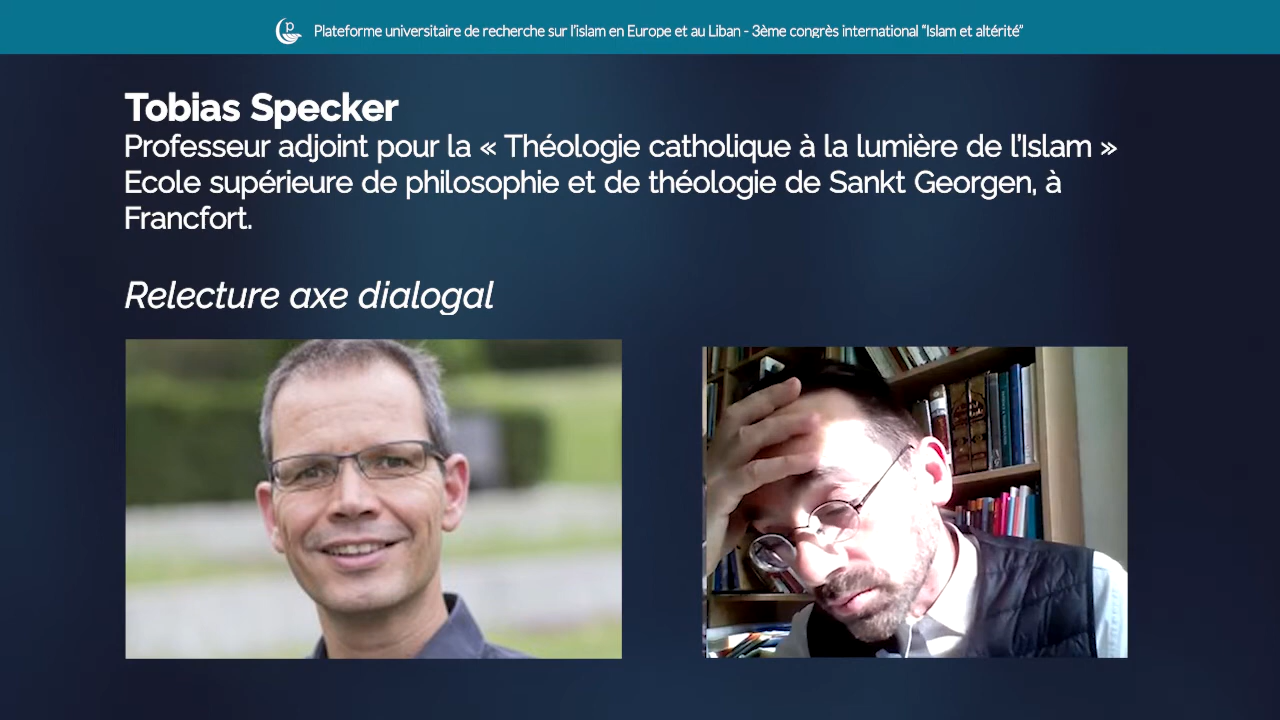 p
Plateforme universitaire de recherche sur l'islam en Europe et au Liban - 3ème congrès international "Islam et altérité"
Tobias Specker
Professeur adjoint pour la « Théologie catholique à la lumière de l'Islam »
Ecole supérieure de philosophie et de théologie de Sankt Georgen, à
Francfort.
Relecture axe dialogal